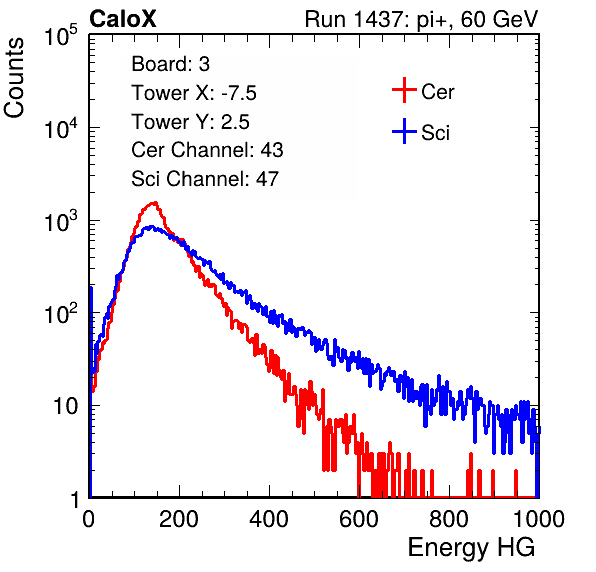 CaloX Run 1437: pi+, 60 GeV
Counts
Board: 3
Tower X: -7.5
Tower Y: 2.5
Cer Channel: 43
Sci Channel: 47
Cer
Sci
10^5
10^4
10^3
10^2
10
1
0 200 400 600 800 1000
Energy HG